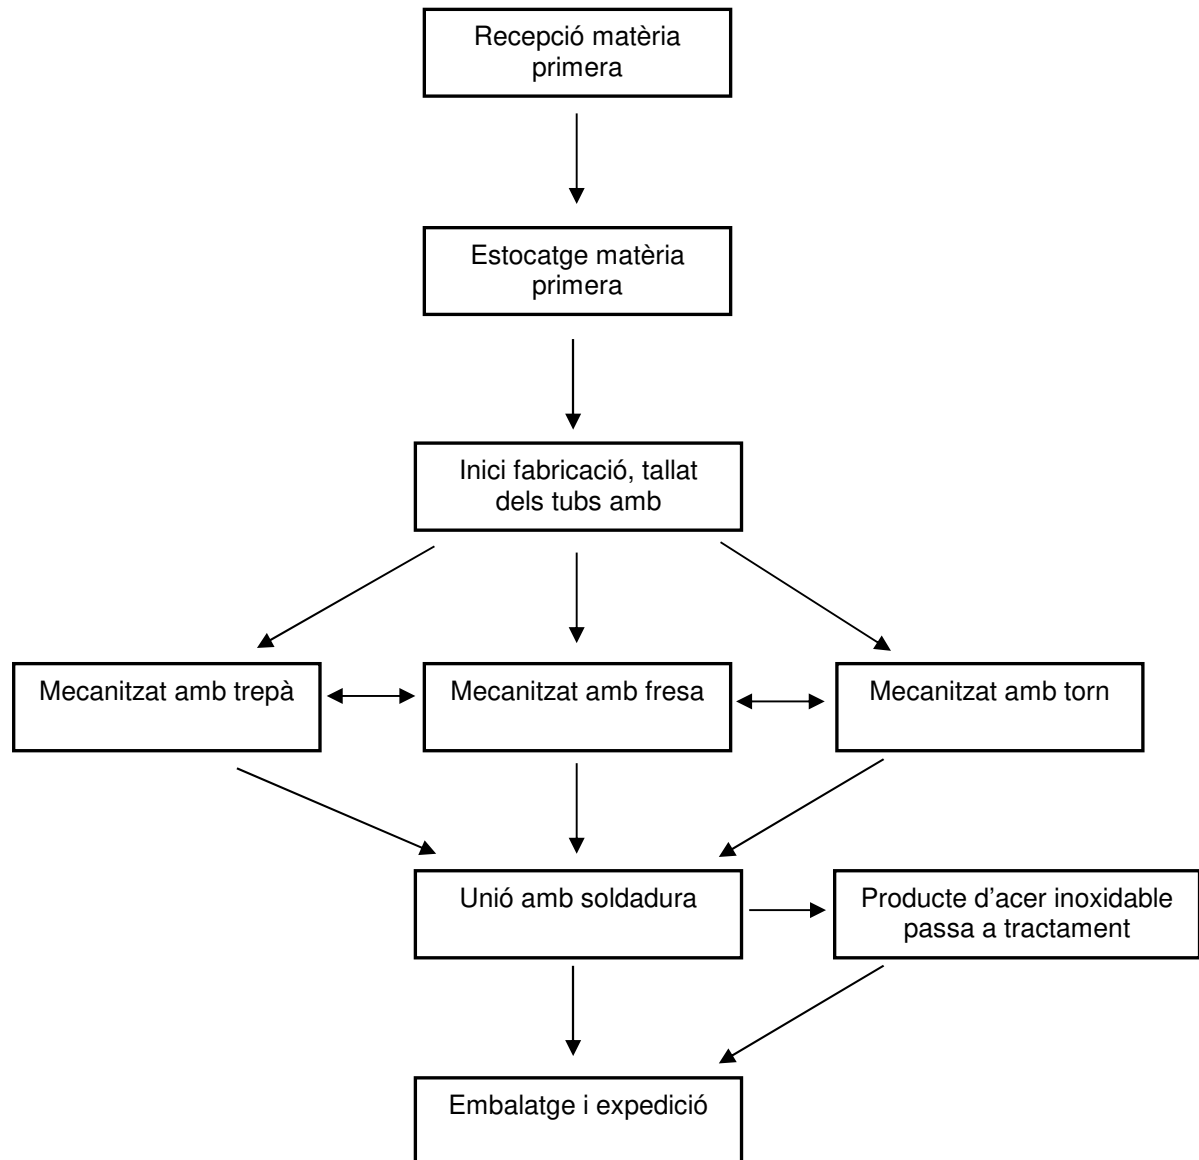 Recepció matèria
primera
Estocatge matèria
primera
Inici fabricació, tallat
dels tubs amb
Mecanitzat amb trepà
Mecanitzat amb fresa
Mecanitzat amb torn
Unió amb soldadura
Producte d'acer inoxidable
passa a tractament
Embalatge i expedició